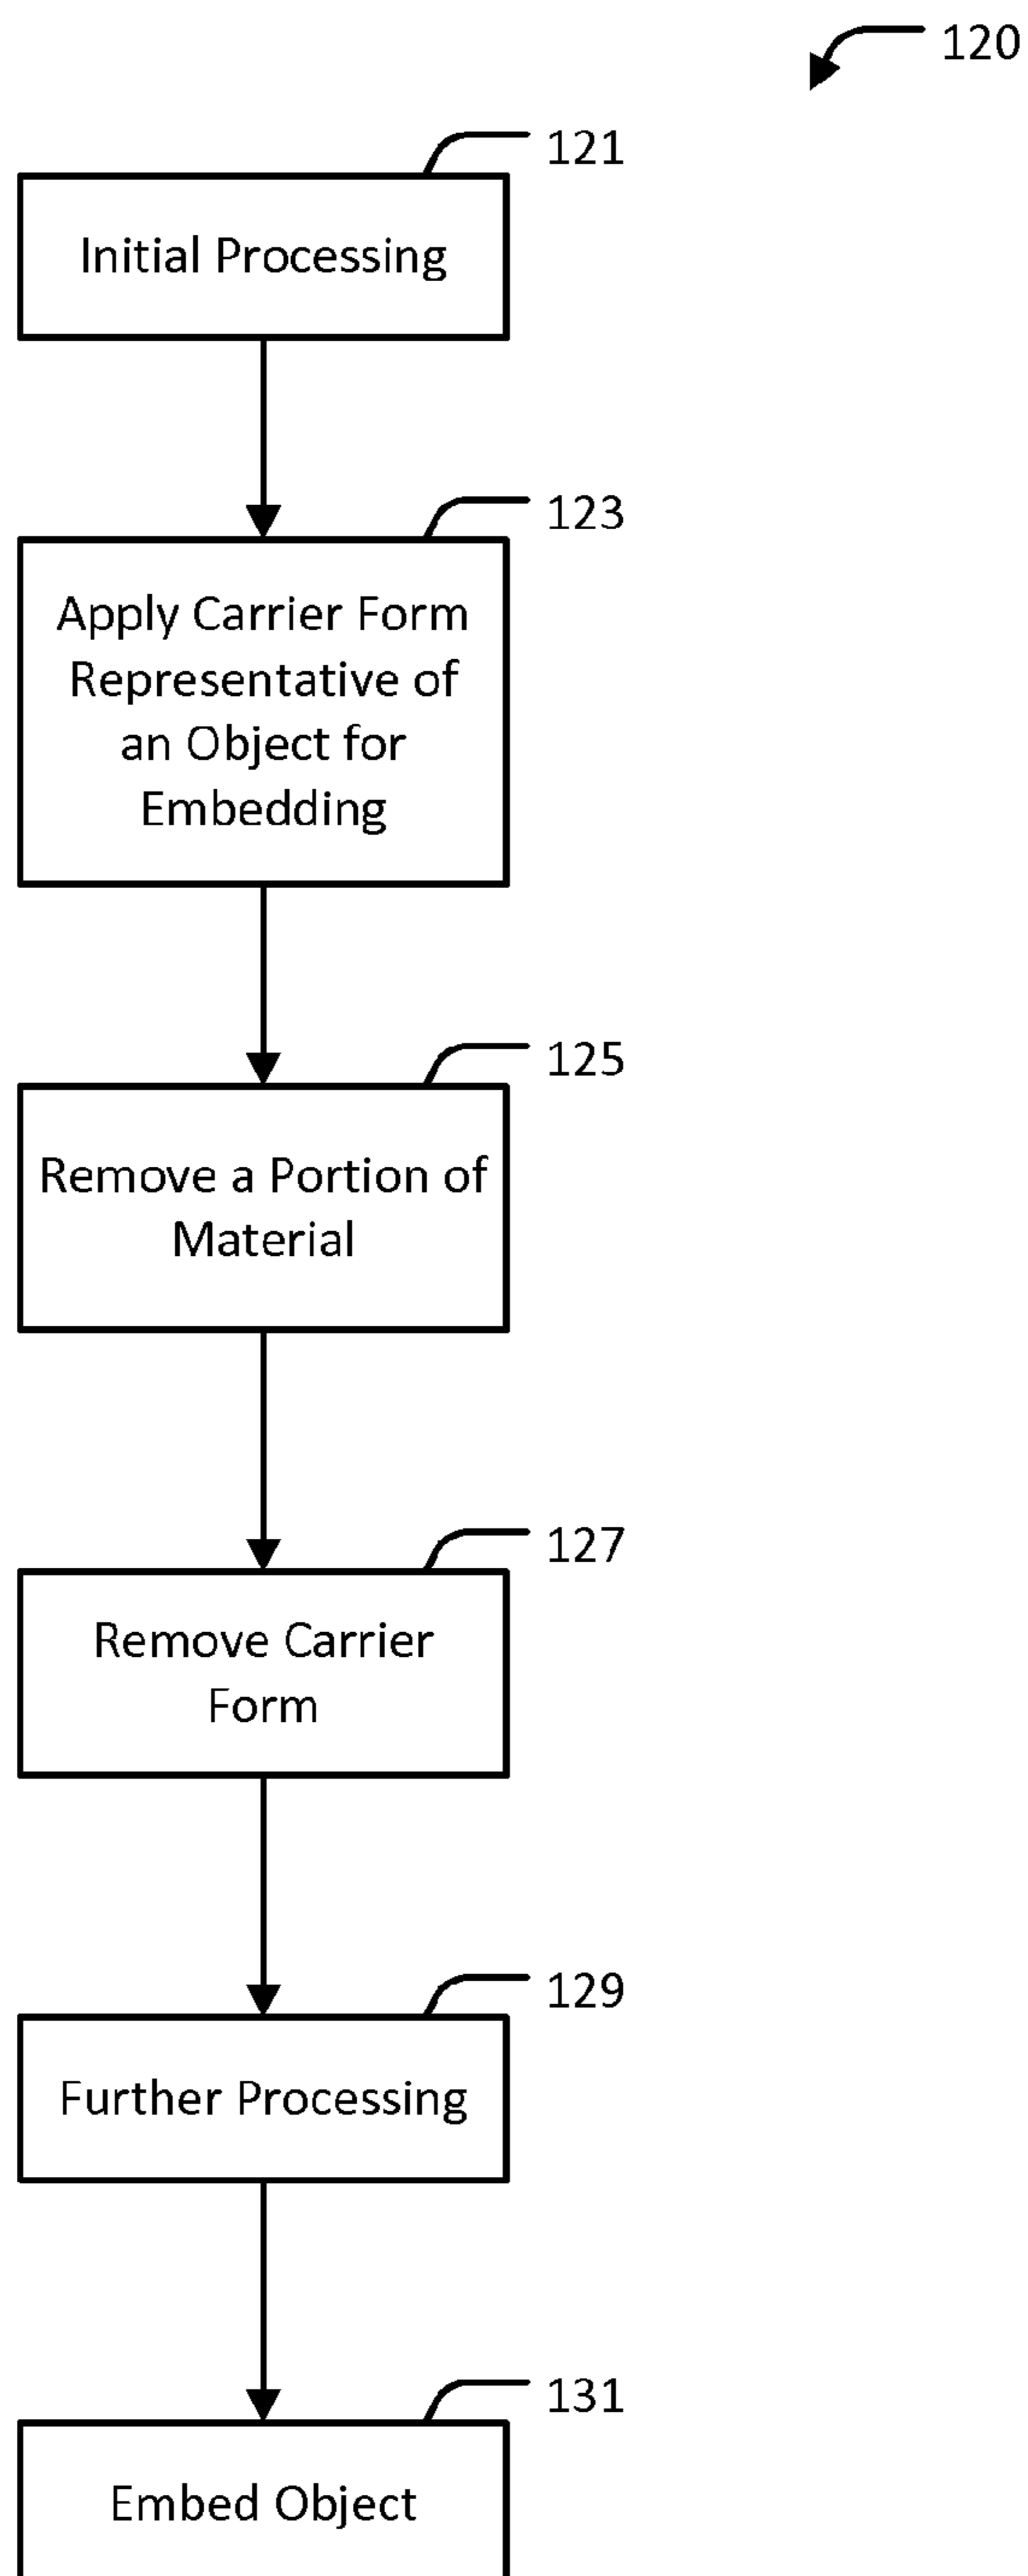 120
121
Initial Processing
123
Apply Carrier Form
Representative of
an Object for
Embedding
125
Remove a Portion of
Material
127
Remove Carrier
Form
129
Further Processing
131
Embed Object